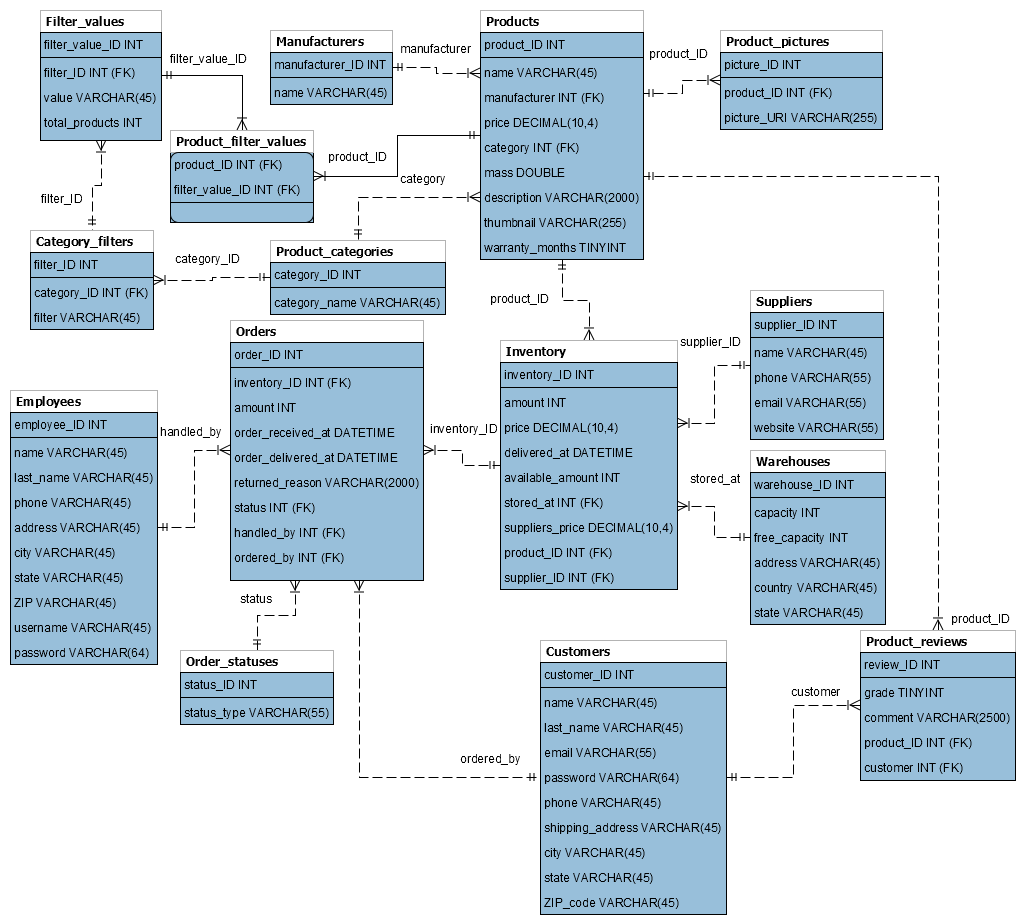 Filter_values
filter_value_ID INT
filter_ID INT (FK)
value VARCHAR(45)
total_products INT
filter_value_ID
Manufacturers
manufacturer_ID INT
name VARCHAR(45)
manufacturer
Products
product_ID INT
name VARCHAR(45)
manufacturer INT (FK)
price DECIMAL(10,4)
category INT (FK)
mass DOUBLE
description VARCHAR(2000)
thumbnail VARCHAR(255)
warranty_months TINYINT
product_ID
Product_pictures
picture_ID INT
product_ID INT (FK)
picture_URI VARCHAR(255)
Product_filter_values
product_ID INT (FK)
filter_value_ID INT (FK)
product_ID
category
filter_ID
Category_filters
filter_ID INT
category_ID INT (FK)
filter VARCHAR(45)
category_ID
Product_categories
category_ID INT
category_name VARCHAR(45)
product_ID
Orders
order_ID INT
inventory_ID INT (FK)
amount INT
order_received_at DATETIME
order_delivered_at DATETIME
returned_reason VARCHAR(2000)
status INT (FK)
handled_by INT (FK)
ordered_by INT (FK)
inventory_ID
Inventory
inventory_ID INT
amount INT
price DECIMAL(10,4)
delivered_at DATETIME
available_amount INT
stored_at INT (FK)
suppliers_price DECIMAL(10,4)
product_ID INT (FK)
supplier_ID INT (FK)
supplier_ID
Suppliers
supplier_ID INT
name VARCHAR(45)
phone VARCHAR(55)
email VARCHAR(55)
website VARCHAR(55)
stored_at
Warehouses
warehouse_ID INT
capacity INT
free_capacity INT
address VARCHAR(45)
country VARCHAR(45)
state VARCHAR(45)
Employees
employee_ID INT
name VARCHAR(45)
last_name VARCHAR(45)
phone VARCHAR(45)
address VARCHAR(45)
city VARCHAR(45)
state VARCHAR(45)
ZIP VARCHAR(45)
username VARCHAR(45)
password VARCHAR(64)
handled_by
status
Order_statuses
status_ID INT
status_type VARCHAR(55)
ordered_by
Customers
customer_ID INT
name VARCHAR(45)
last_name VARCHAR(45)
email VARCHAR(55)
password VARCHAR(64)
phone VARCHAR(45)
shipping_address VARCHAR(45)
city VARCHAR(45)
state VARCHAR(45)
ZIP_code VARCHAR(45)
customer
product_ID
Product_reviews
review_ID INT
grade TINYINT
comment VARCHAR(2500)
product_ID INT (FK)
customer INT (FK)